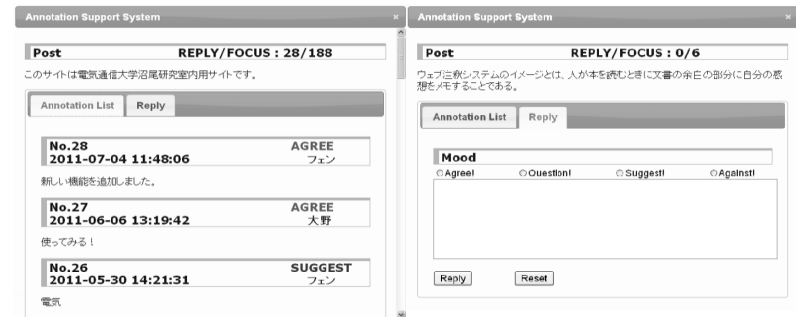 Annotation Support System ×
Post REPLY/FOCUS : 28/188
このサイトは電気通信大学沼尾研究室内用サイトです。
Annotation List Reply
No.28 AGREE
2011-07-04 11:48:06 フェン
新しい機能を追加しました。
No.27 AGREE
2011-06-06 13:19:42 大野
使ってみる！
No.26 SUGGEST
2011-05-30 14:21:31 フェン
電気
Annotation Support System ×
Post REPLY/FOCUS : 0/6
ウェブ注釈システムのイメージとは、人が本を読むときに文書の余白の部分に自分の感
想をメモすることである。
Annotation List Reply
Mood
Agree! Question! Suggest! Against!
Reply Reset